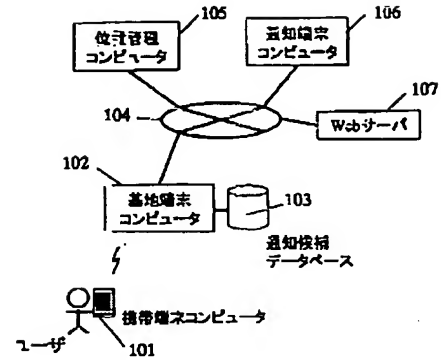 105
106
位置管理
コンピュータ
通知端末
コンピュータ
104
107
Webサーバ
102
基地端末
コンピュータ
103
通知候補
データベース
携帯端末コンピュータ
ユーザ
101